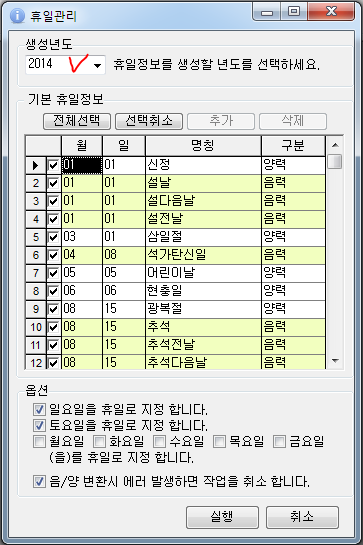 휴일관리
생성년도
2014 휴일정보를 생성할 년도를 선택하세요.
기본 휴일정보
전체선택 선택취소 추가 삭제
월 일 명칭 구분
01 01 신정 양력
2 01 01 설날 음력
3 01 01 설다음날 음력
4 01 01 설전날 음력
5 03 01 삼일절 양력
6 04 08 석가탄신일 음력
7 05 05 어린이날 양력
8 06 06 현충일 양력
9 08 15 광복절 양력
10 08 15 추석 음력
11 08 15 추석전날 음력
12 08 15 추석다음날 음력
옵션
일요일을 휴일로 지정 합니다.
토요일을 휴일로 지정 합니다.
월요일 화요일 수요일 목요일 금요일
(을)를 휴일로 지정 합니다.
음/양 변환시 에러 발생하면 작업을 취소 합니다.
실행 취소